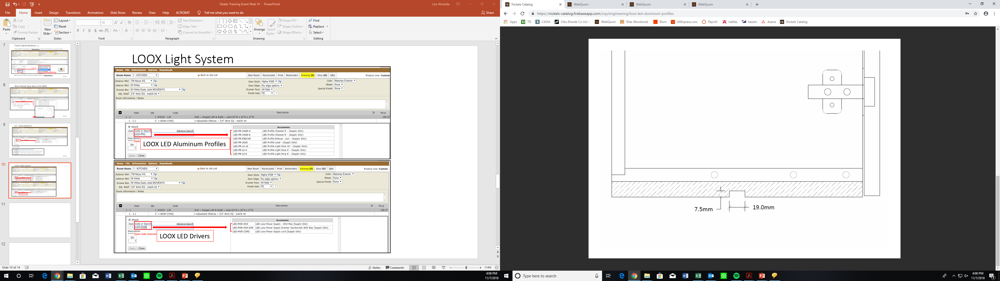 Dealer Training Event Wed 14 - PowerPoint
Leo Almeida
File Home Insert Design Transitions Animations Slide Show Review View Help ACROBAT Tell me what you want to do Share
Paste
Cut
Copy
Format Painter
Clipboard
New Slide
Layout
Reset
Section
Slides
18
Font
Text Direction
Align Text
Convert to SmartArt
Paragraph
Arrange
Quick Styles
Shape Fill
Shape Outline
Shape Effects
Drawing
Find
Replace
Select
Editing
7
Finish Cabinet Bottoms
8
New Cabinet base Apron Sink (BAS)
9
CC - Raise Bottoms
10
LOOX Light System
11
12
LOOX Light System
Home File Information Options Downloads
Room Name 1 - KITCHEN Back to Job List New Room Recalculate Print Backorders Drawing (0) Docs (0) Q&A Product Line: Custom
Exterior Mtrl TM Nizza VG Door Style Alpha VGM Color Matches Exterior
Interior Mtrl M White Door Edge No edge options Sheen None
Drawer Box M White Dado Joint MOVENTO Drawer Face All Slab Special Finish None
Adj. Shelf 3/4" thick SQ - match int Finish Side FE
Room Information / Notes
Item Qty Code Description Price
1 - 1 1 W3020 - L/R Wall ~ Hinged Left & Right ~ size=30"W x 20"H x 27"D 199.37
1 - 1.1 0 • ADSH-3/4SQ • Adjustable Shelves ~ 3/4" thick SQ - match int
Attach
Item Code or Search Advance Search
1 LED-PR-
Description:
*****Item
Qty
1
Save Close
LOOX LED Aluminum Profiles
Accessories
LED-PR-CHAN-4 LED Profile Channel 4' - (Supply Only)
LED-PR-CHAN-8 LED Profile Channel 8' - (Supply Only)
LED-PR-ENDCAP LED Profile Endcap - pair - (Supply Only)
LED-PR-LEAD LED Profile Lead - (Supply Only)
LED-PR-LS-16 LED Profile Light Strip 16' - (Supply Only)
LED-PR-LS-4 LED Profile Light Strip 4' - (Supply Only)
LED-PR-LS-8 LED Profile Light Strip 8' - (Supply Only)
Home File Information Options Downloads
Room Name 1 - KITCHEN Back to Job List New Room Recalculate Print Backorders Drawing (0) Docs (0) Q&A Product Line: Custom
Exterior Mtrl TM Nizza VG Door Style Alpha VGM Color Matches Exterior
Interior Mtrl M White Door Edge No edge options Sheen None
Drawer Box M White Dado Joint MOVENTO Drawer Face All Slab Special Finish None
Adj. Shelf 3/4" thick SQ - match int Finish Side FE
Room Information / Notes
Item Qty Code Description Price
1 - 1 1 W3020 - L/R Wall ~ Hinged Left & Right ~ size=30"W x 20"H x 27"D 199.37
1 - 1.1 0 • ADSH-3/4SQ • Adjustable Shelves ~ 3/4" thick SQ - match int
Attach
Item Code or Search Advance Search
1 LED-PWR
Description:
*****Item code entered
Qty
1
Save Close
LOOX LED Drivers
Accessories
LED-PWR-40W LED Loox Power Supply - 40W Max (Supply Only)
LED-PWR-40W-DIM LED Loox Power Supply Dimmer (hardwired) 40W Max (Supply Only)
LED-PWR-CORD LED Loox Power Supply cord (Supply Only)
Slide 10 of 14
Notes Comments 114%
4:00 PM
11/7/2018
Nickels Catalog WebQuoin WebQuoin WebQuoin
https://nickels-catalog.firebaseapp.com/sop/engineering/loox-led-aluminum-profiles
Apps TD CAIXA Hiku Brands Co Ltd WebQuoin Elias Woodwork Blum AliExpress.com Payroll hafele. kaizen Asana Nickels Catalog
7.5mm
19.0mm
Type here to search
4:00 PM
11/7/2018